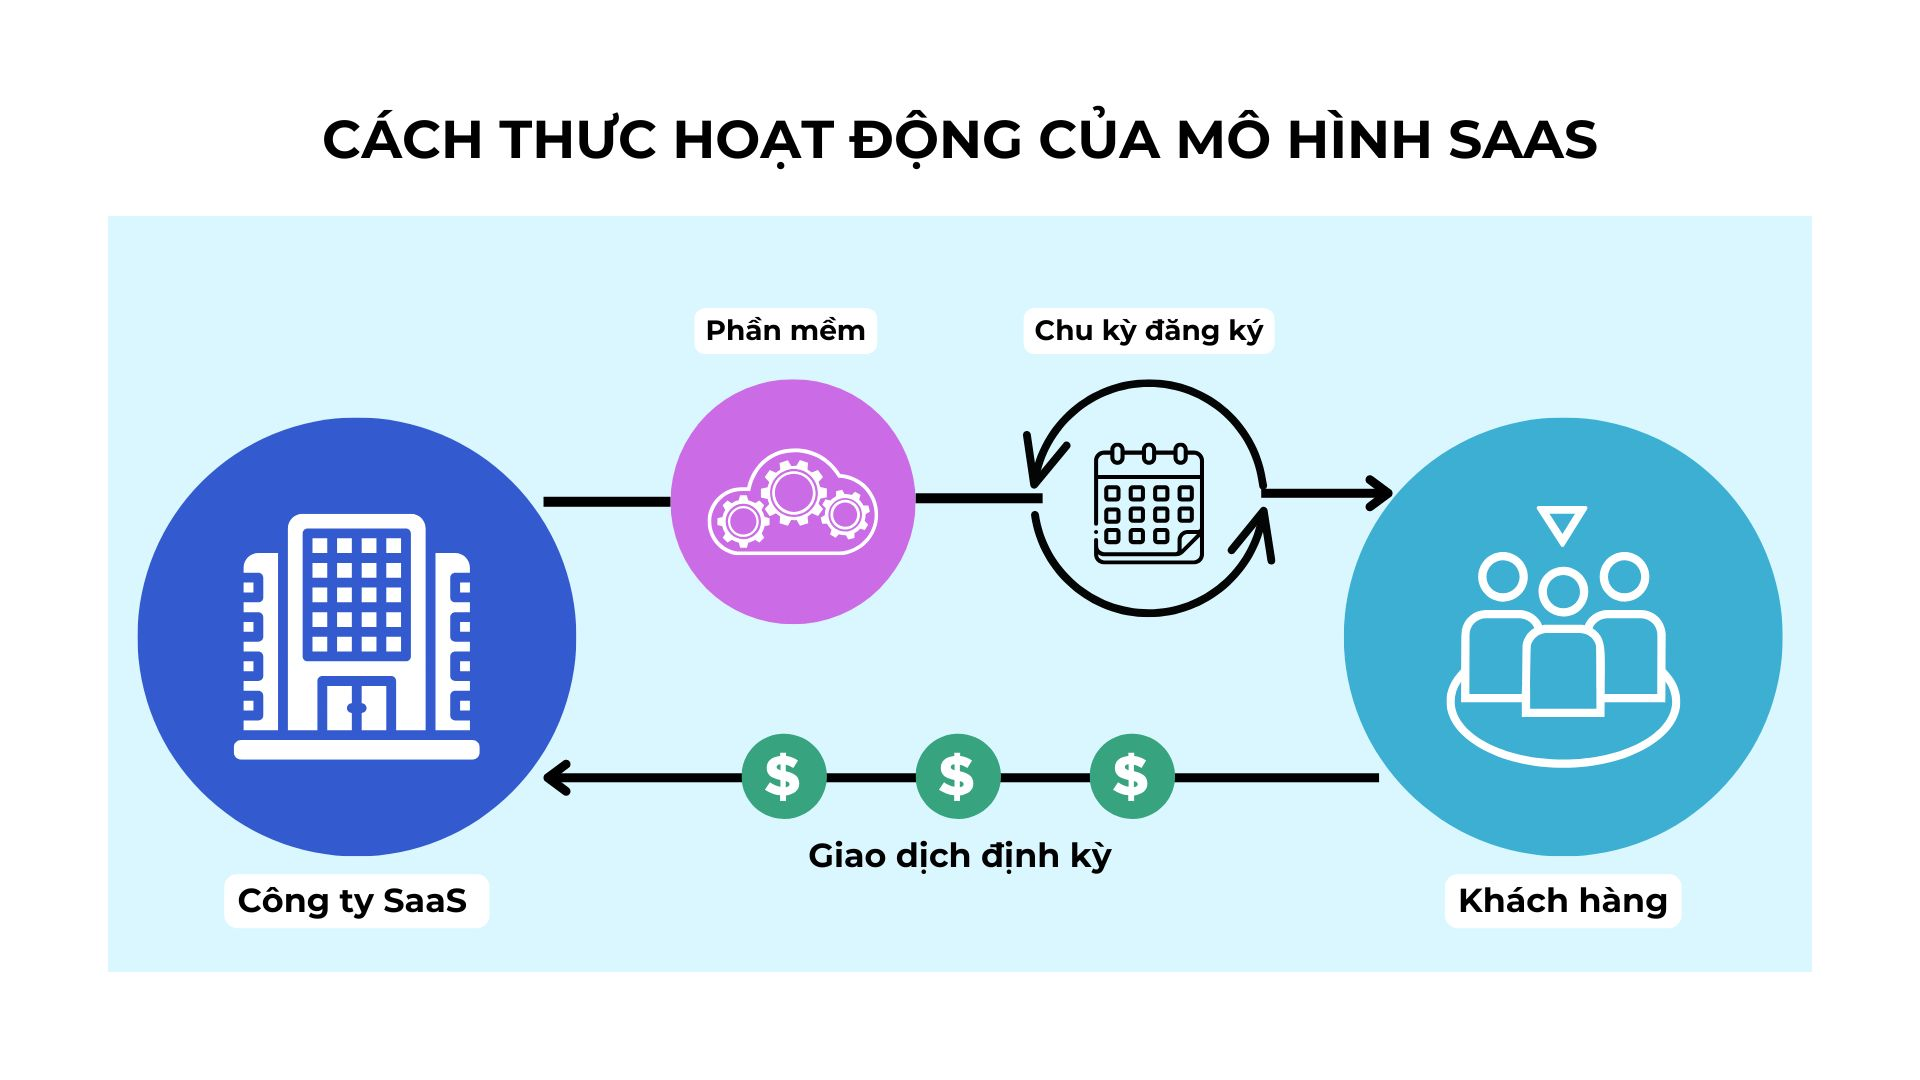 CÁCH THƯC HOẠT ĐỘNG CỦA MÔ HÌNH SAAS
Phần mềm
Chu kỳ đăng ký
$ $ $
Giao dịch định kỳ
Công ty SaaS
Khách hàng